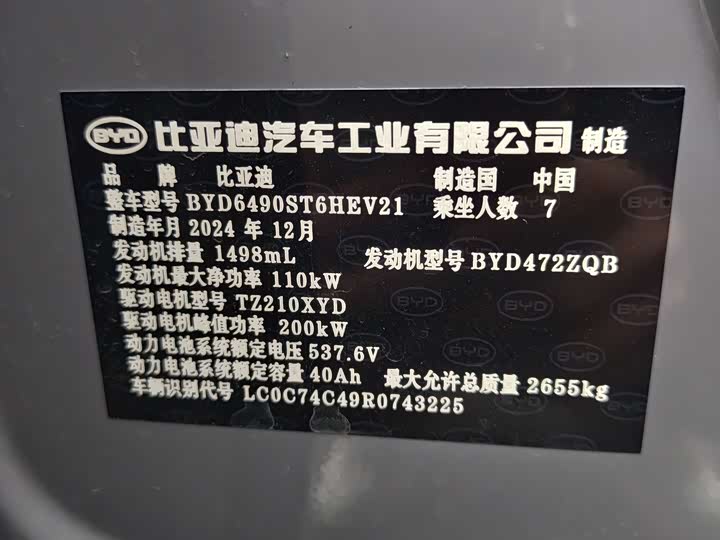 BYD 比亚迪汽车工业有限公司 制造
品 牌 比亚迪 制造国 中国
整车型号 BYD6490ST6HEV21 乘坐人数 7
制造年月 2024 年 12月
发动机排量 1498mL 发动机型号 BYD472ZQB
发动机最大净功率 110kW
驱动电机型号 TZ210XYD
驱动电机峰值功率 200kW
动力电池系统额定电压 537.6V
动力电池系统额定容量 40Ah 最大允许总质量 2655kg
车辆识别代号 LC0C74C49R0743225